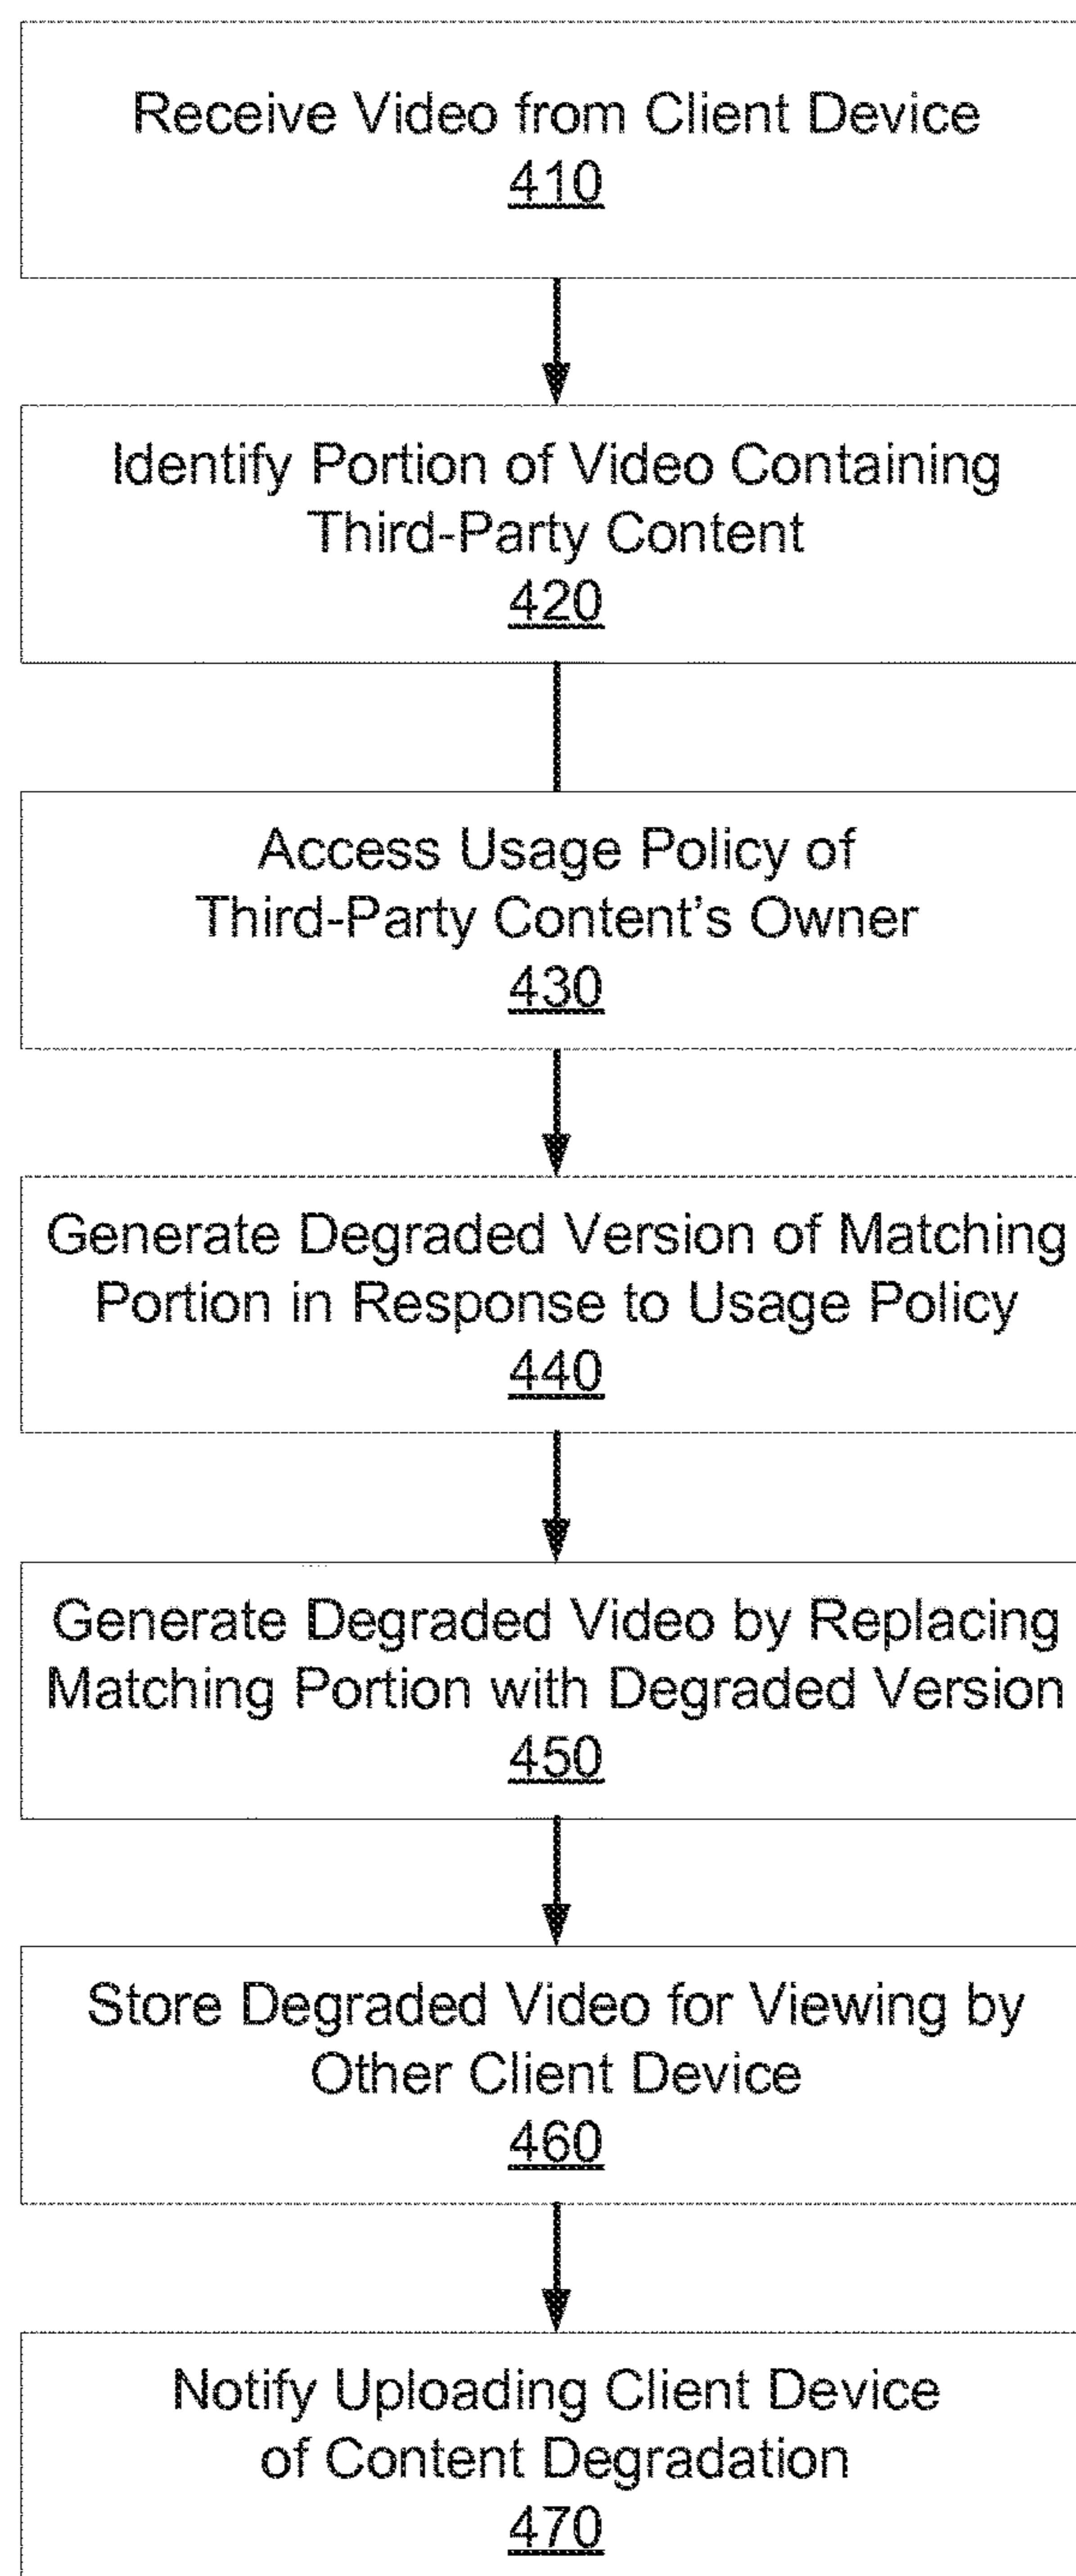 Receive Video from Client Device
410
Identify Portion of Video Containing
Third-Party Content
420
Access Usage Policy of
Third-Party Content's Owner
430
Generate Degraded Version of Matching
Portion in Response to Usage Policy
440
Generate Degraded Video by Replacing
Matching Portion with Degraded Version
450
Store Degraded Video for Viewing by
Other Client Device
460
Notify Uploading Client Device
of Content Degradation
470